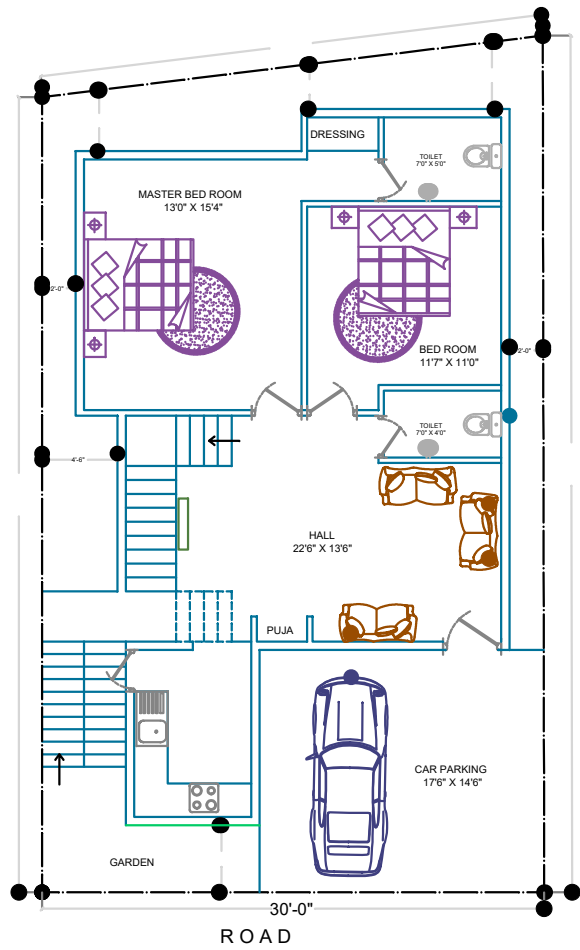 DRESSING
TOILET
7'0" X 5'0"
MASTER BED ROOM
13'0" X 15'4"
2'-0"
BED ROOM
11'7" X 11'0"
2'-0"
TOILET
7'0" X 4'0"
4'-6"
HALL
22'6" X 13'6"
PUJA
CAR PARKING
17'6" X 14'6"
GARDEN
30'-0"
ROAD